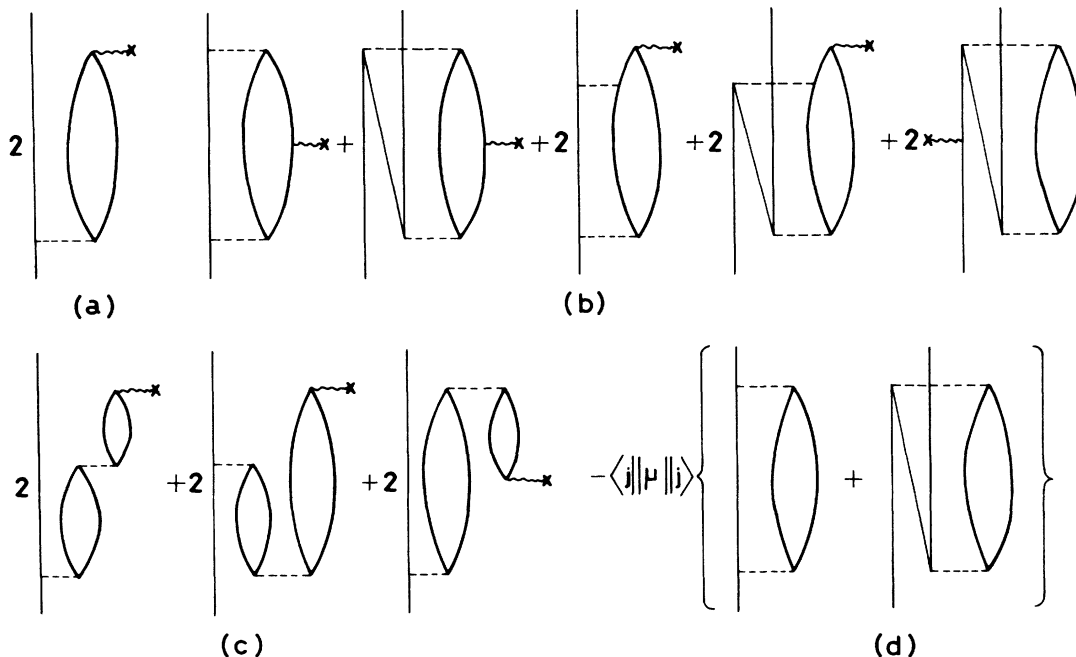 2 + + 2 + 2 + 2
(a) (b)
2 + 2 + 2 - ⟨j||μ||j⟩ { + }
(c) (d)